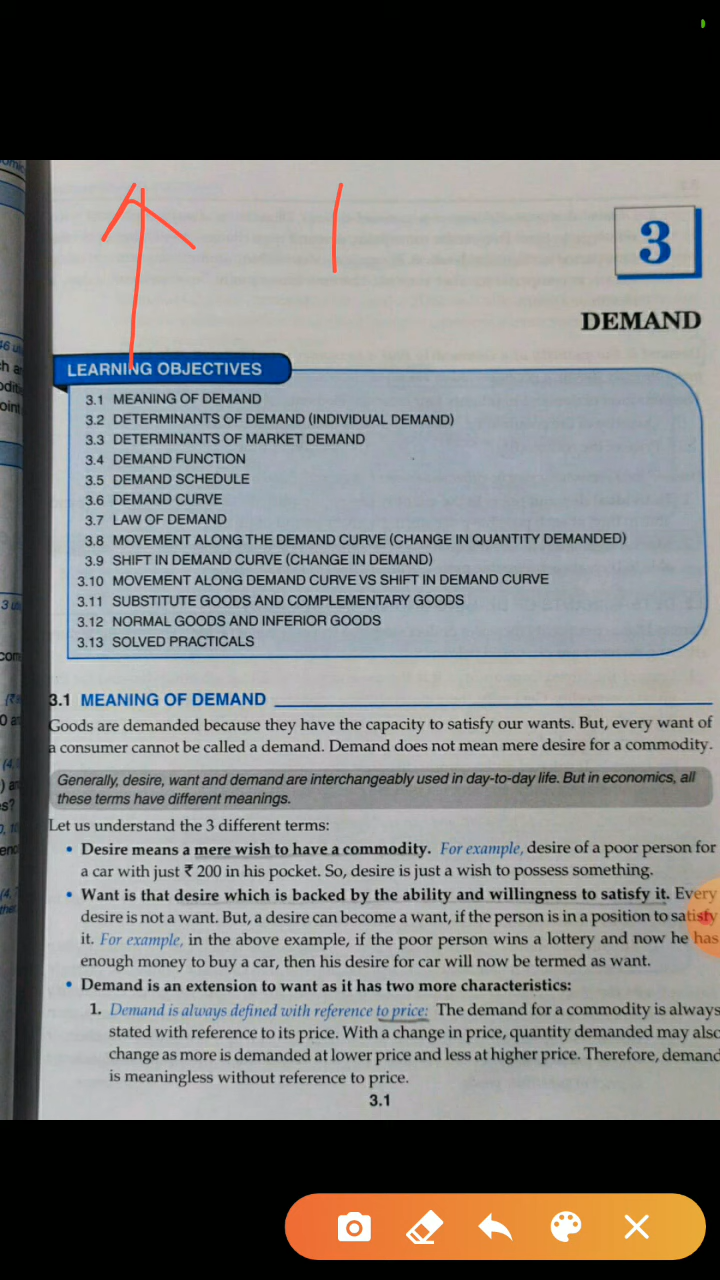 3
DEMAND
LEARNING OBJECTIVES
3.1 MEANING OF DEMAND
3.2 DETERMINANTS OF DEMAND (INDIVIDUAL DEMAND)
3.3 DETERMINANTS OF MARKET DEMAND
3.4 DEMAND FUNCTION
3.5 DEMAND SCHEDULE
3.6 DEMAND CURVE
3.7 LAW OF DEMAND
3.8 MOVEMENT ALONG THE DEMAND CURVE (CHANGE IN QUANTITY DEMANDED)
3.9 SHIFT IN DEMAND CURVE (CHANGE IN DEMAND)
3.10 MOVEMENT ALONG DEMAND CURVE VS SHIFT IN DEMAND CURVE
3.11 SUBSTITUTE GOODS AND COMPLEMENTARY GOODS
3.12 NORMAL GOODS AND INFERIOR GOODS
3.13 SOLVED PRACTICALS
3.1 MEANING OF DEMAND
Goods are demanded because they have the capacity to satisfy our wants. But, every want of
a consumer cannot be called a demand. Demand does not mean mere desire for a commodity.
Generally, desire, want and demand are interchangeably used in day-to-day life. But in economics, all
these terms have different meanings.
Let us understand the 3 different terms:
• Desire means a mere wish to have a commodity. For example, desire of a poor person for
a car with just ₹ 200 in his pocket. So, desire is just a wish to possess something.
• Want is that desire which is backed by the ability and willingness to satisfy it. Every
desire is not a want. But, a desire can become a want, if the person is in a position to satisfy
it. For example, in the above example, if the poor person wins a lottery and now he has
enough money to buy a car, then his desire for car will now be termed as want.
• Demand is an extension to want as it has two more characteristics:
1. Demand is always defined with reference to price: The demand for a commodity is always
stated with reference to its price. With a change in price, quantity demanded may also
change as more is demanded at lower price and less at higher price. Therefore, demand
is meaningless without reference to price.
3.1